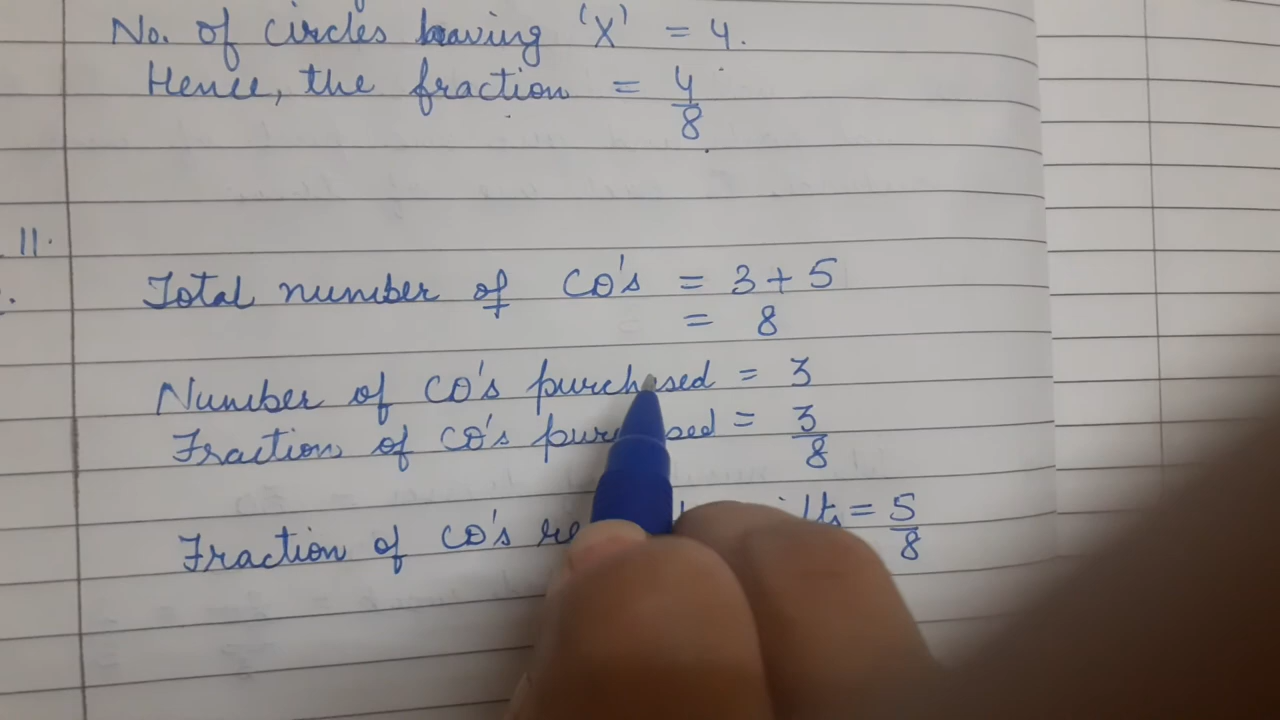 No. of circles having 'X' = 4.
Hence, the fraction = 4/8
11.
Total number of CD's = 3 + 5
= 8
Number of CD's purchased = 3
Fraction of CD's = 3/8
Fraction of CD's = 5/8